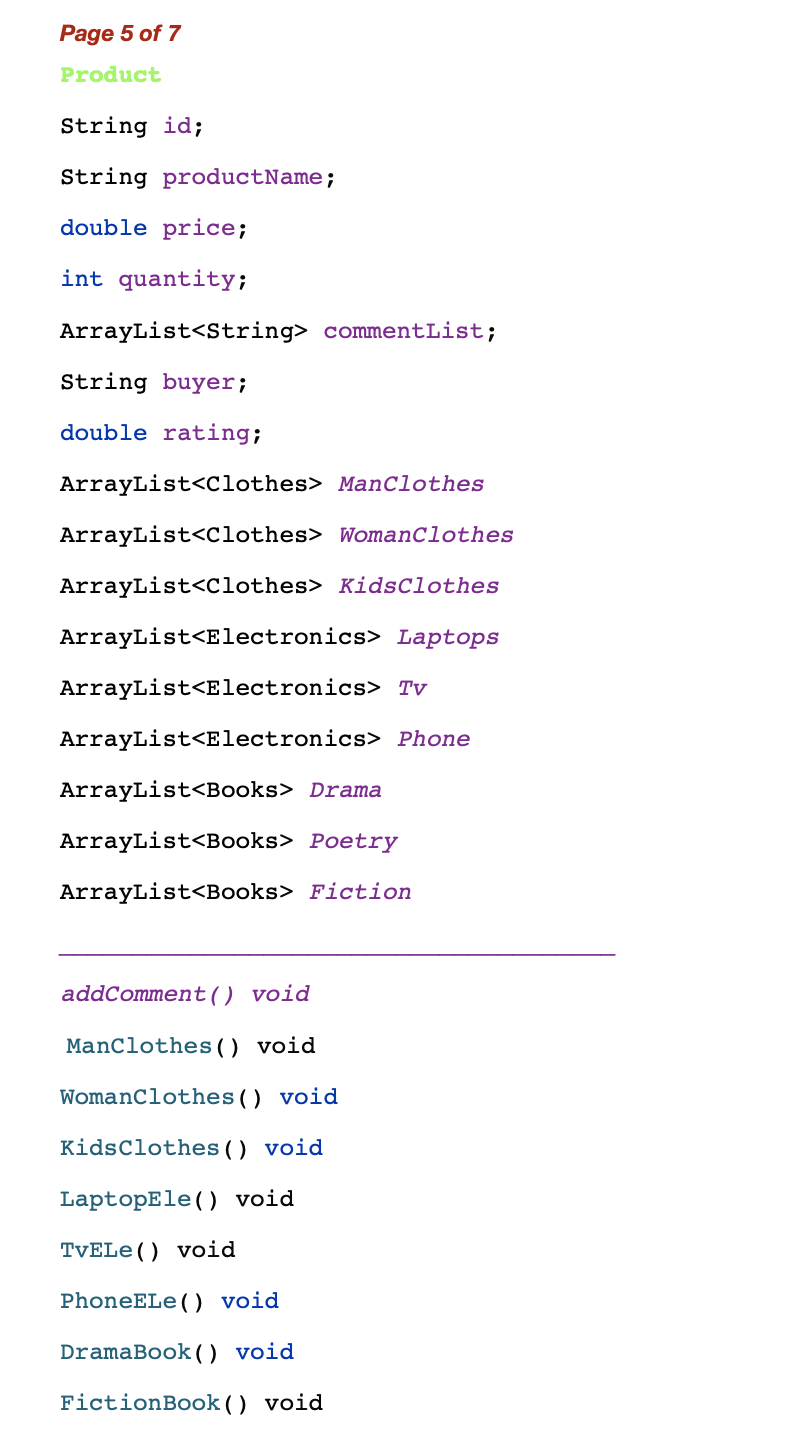 Page 5 of 7
Product
String id;
String productName;
double price;
int quantity;
ArrayList<String> commentList;
String buyer;
double rating;
ArrayList<Clothes> ManClothes
ArrayList<Clothes> WomanClothes
ArrayList<Clothes> KidsClothes
ArrayList<Electronics> Laptops
ArrayList<Electronics> Tv
ArrayList<Electronics> Phone
ArrayList<Books> Drama
ArrayList<Books> Poetry
ArrayList<Books> Fiction
______________________________________
addComment() void
ManClothes() void
WomanClothes() void
KidsClothes() void
LaptopEle() void
TvELe() void
PhoneELe() void
DramaBook() void
FictionBook() void